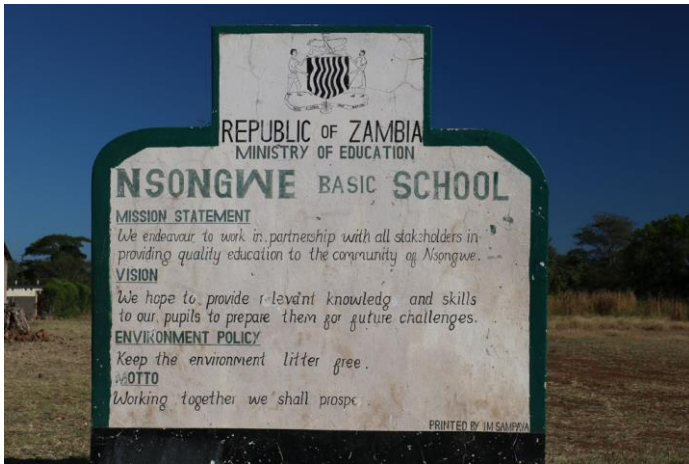 REPUBLIC OF ZAMBIA
MINISTRY OF EDUCATION
NSONGWE BASIC SCHOOL
MISSION STATEMENT
We endeavour to work in partnership with all stakeholders in
providing quality education to the community of Nsongwe.
VISION
We hope to provide relevant knowledg and skills
to our pupils to prepare them for future challenges.
ENVIRONMENT POLICY
Keep the environment litter free.
MOTTO
Working together we shall prospe.
PRINTED BY IM SAMPAYA